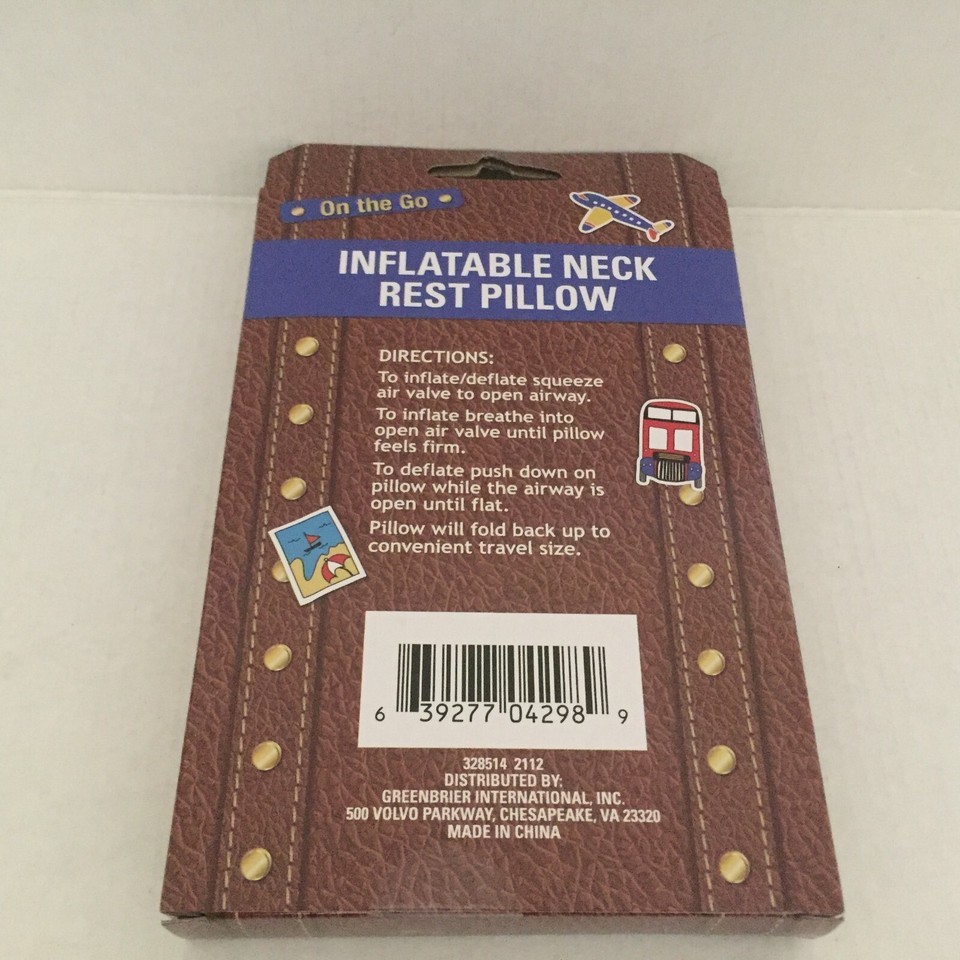 On the Go
INFLATABLE NECK
REST PILLOW
DIRECTIONS:
To inflate/deflate squeeze
air valve to open airway.
To inflate breathe into
open air valve until pillow
feels firm.
To deflate push down on
pillow while the airway is
open until flat.
Pillow will fold back up to
convenient travel size.
6 39277 04298 9
328514 2112
DISTRIBUTED BY:
GREENBRIER INTERNATIONAL, INC.
500 VOLVO PARKWAY, CHESAPEAKE, VA 23320
MADE IN CHINA